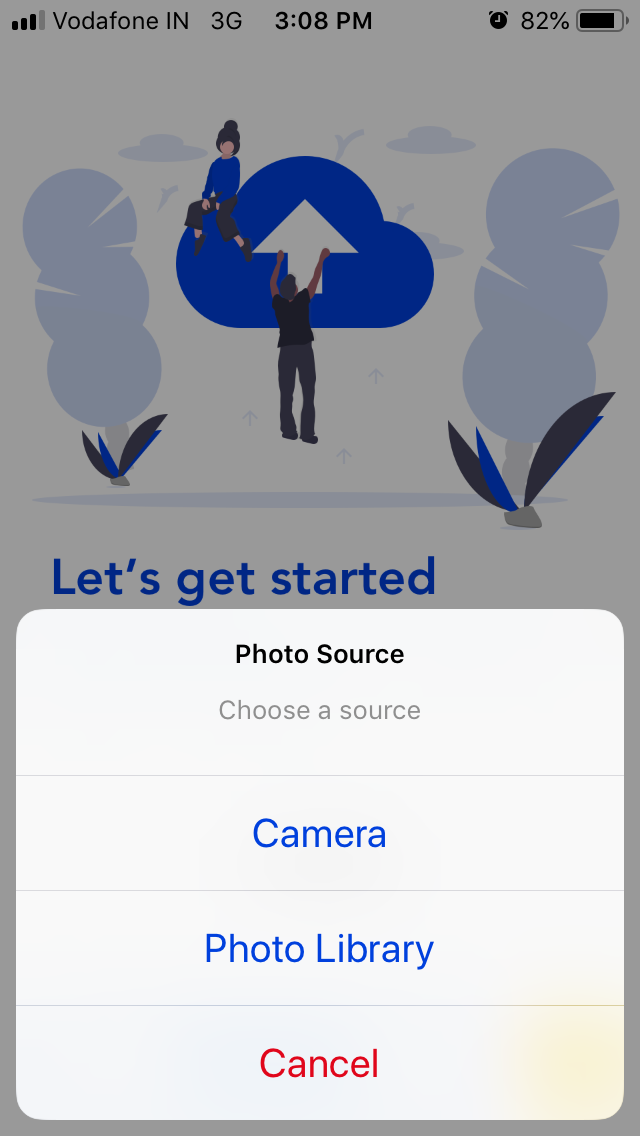 Vodafone IN 3G 3:08 PM 82%
Let's get started
Photo Source
Choose a source
Camera
Photo Library
Cancel